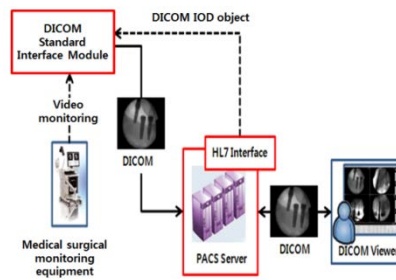 DICOM IOD object
DICOM
Standard
Interface Module
Video
monitoring
DICOM
HL7 Interface
PACS Server
DICOM
DICOM Viewer
Medical surgical
monitoring
equipment